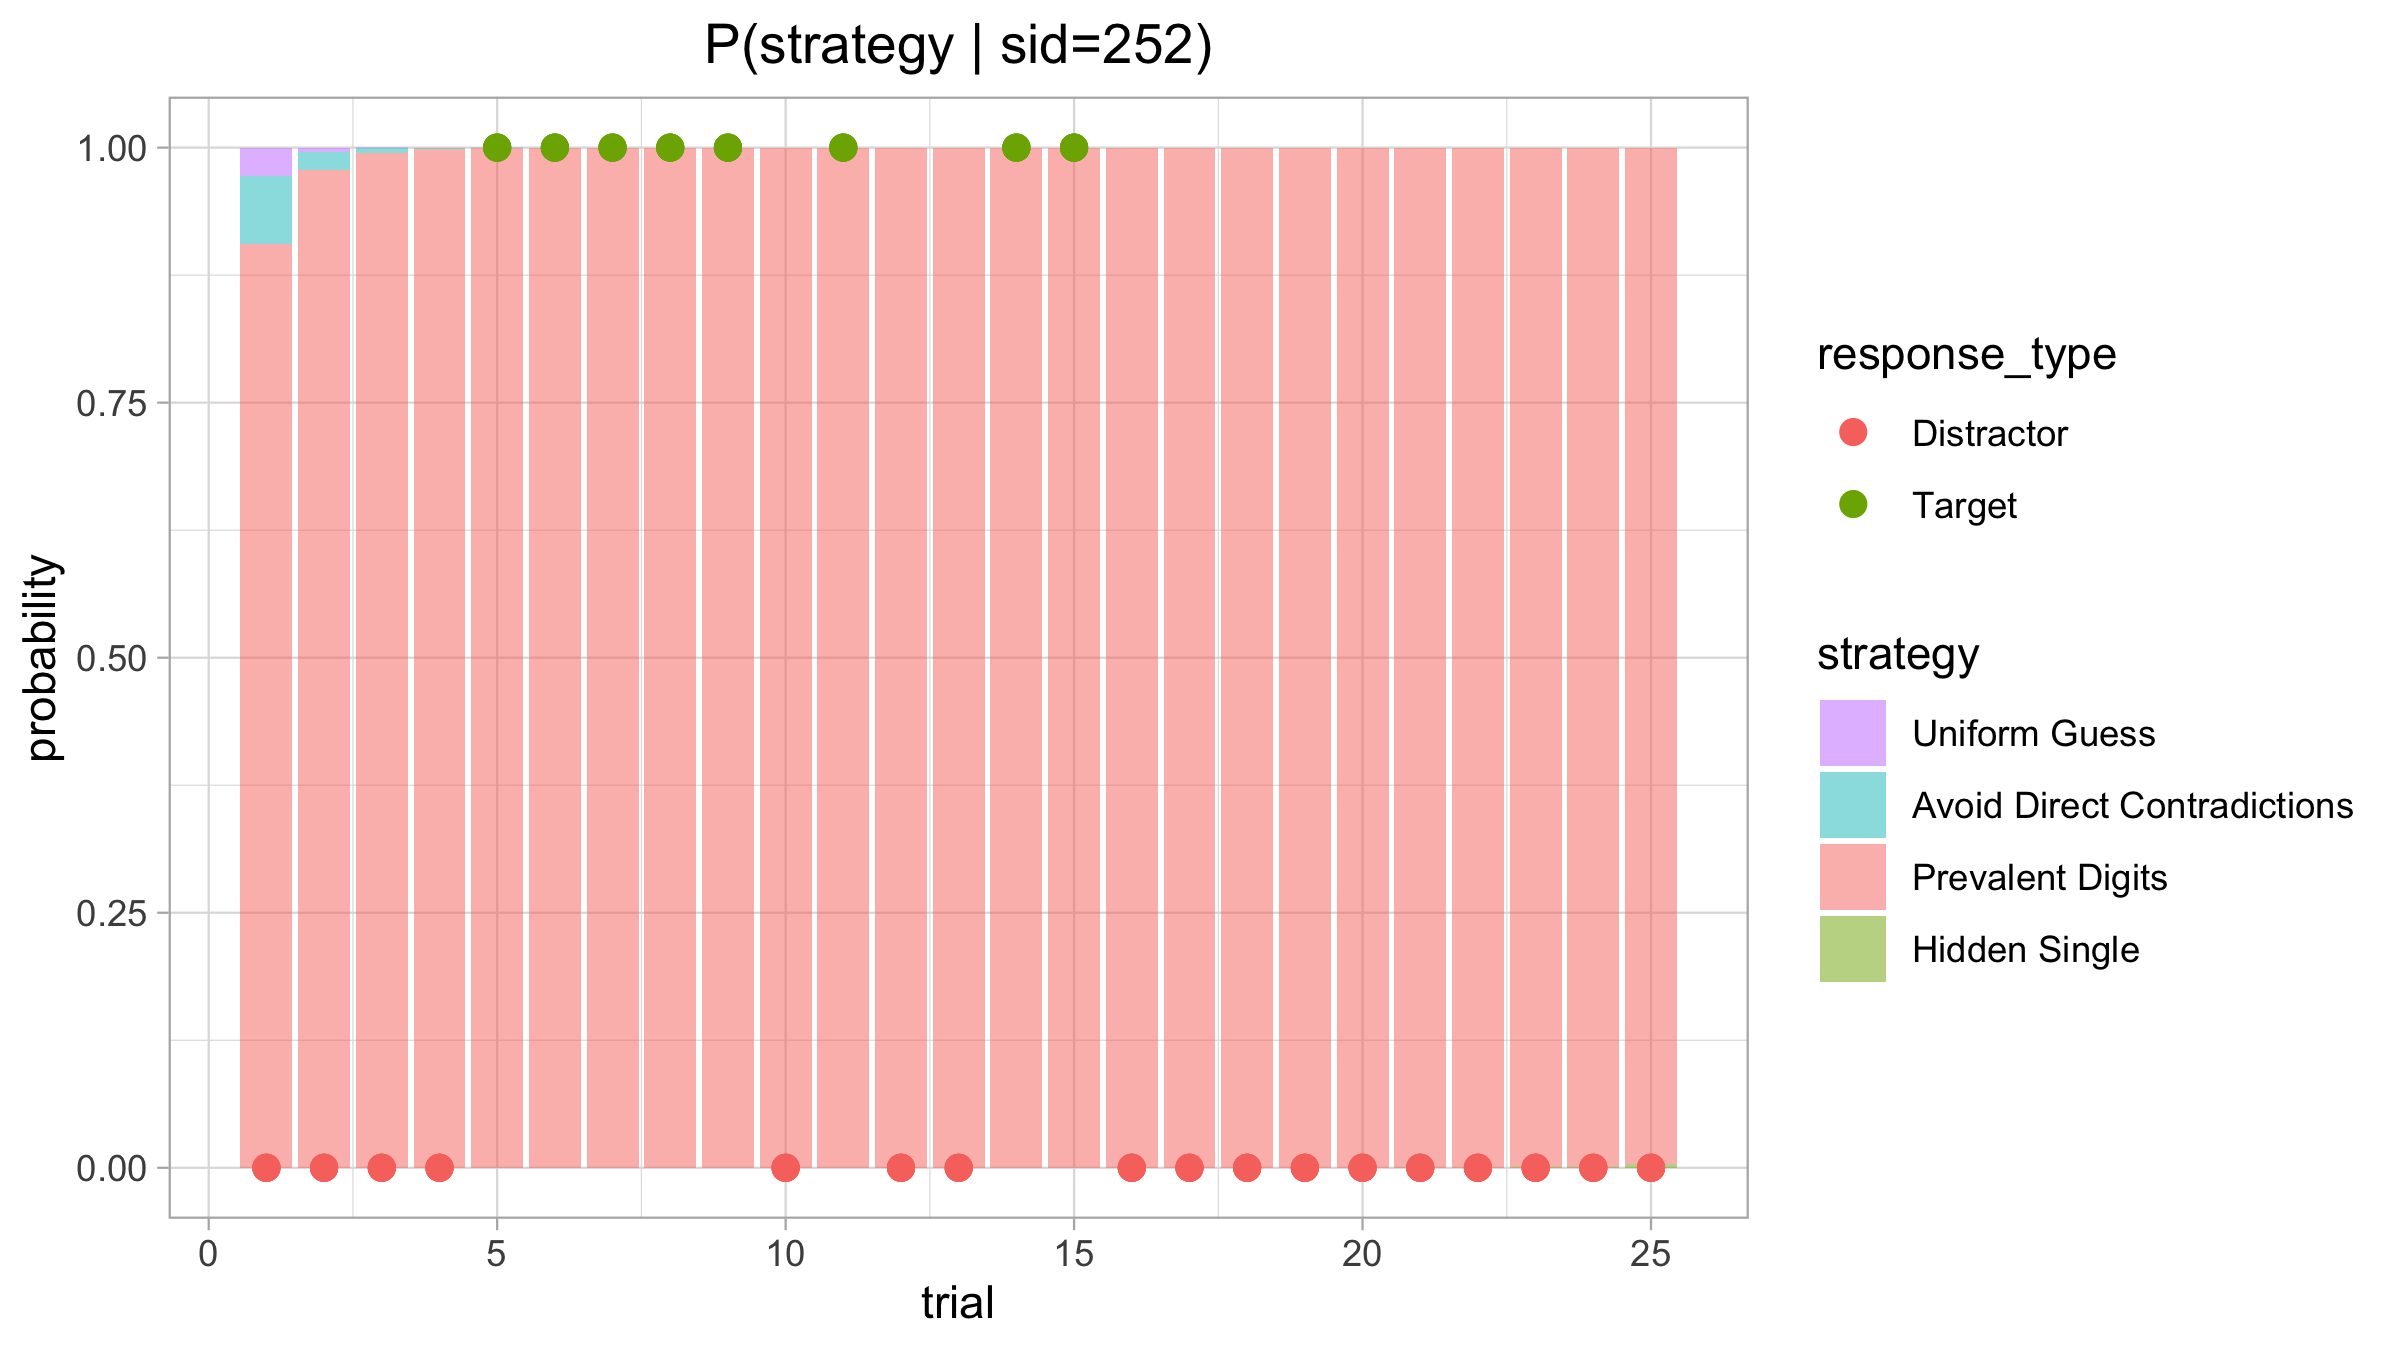 P(strategy | sid=252)
1.00
0.75
0.50
0.25
0.00
probability
0 5 10 15 20 25
trial
response_type
Distractor
Target
strategy
Uniform Guess
Avoid Direct Contradictions
Prevalent Digits
Hidden Single